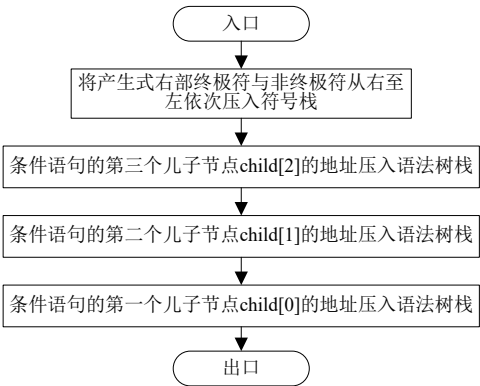 入口
将产生式右部终极符与非终极符从右至
左依次压入符号栈
条件语句的第三个儿子节点child[2]的地址压入语法树栈
条件语句的第二个儿子节点child[1]的地址压入语法树栈
条件语句的第一个儿子节点child[0]的地址压入语法树栈
出口